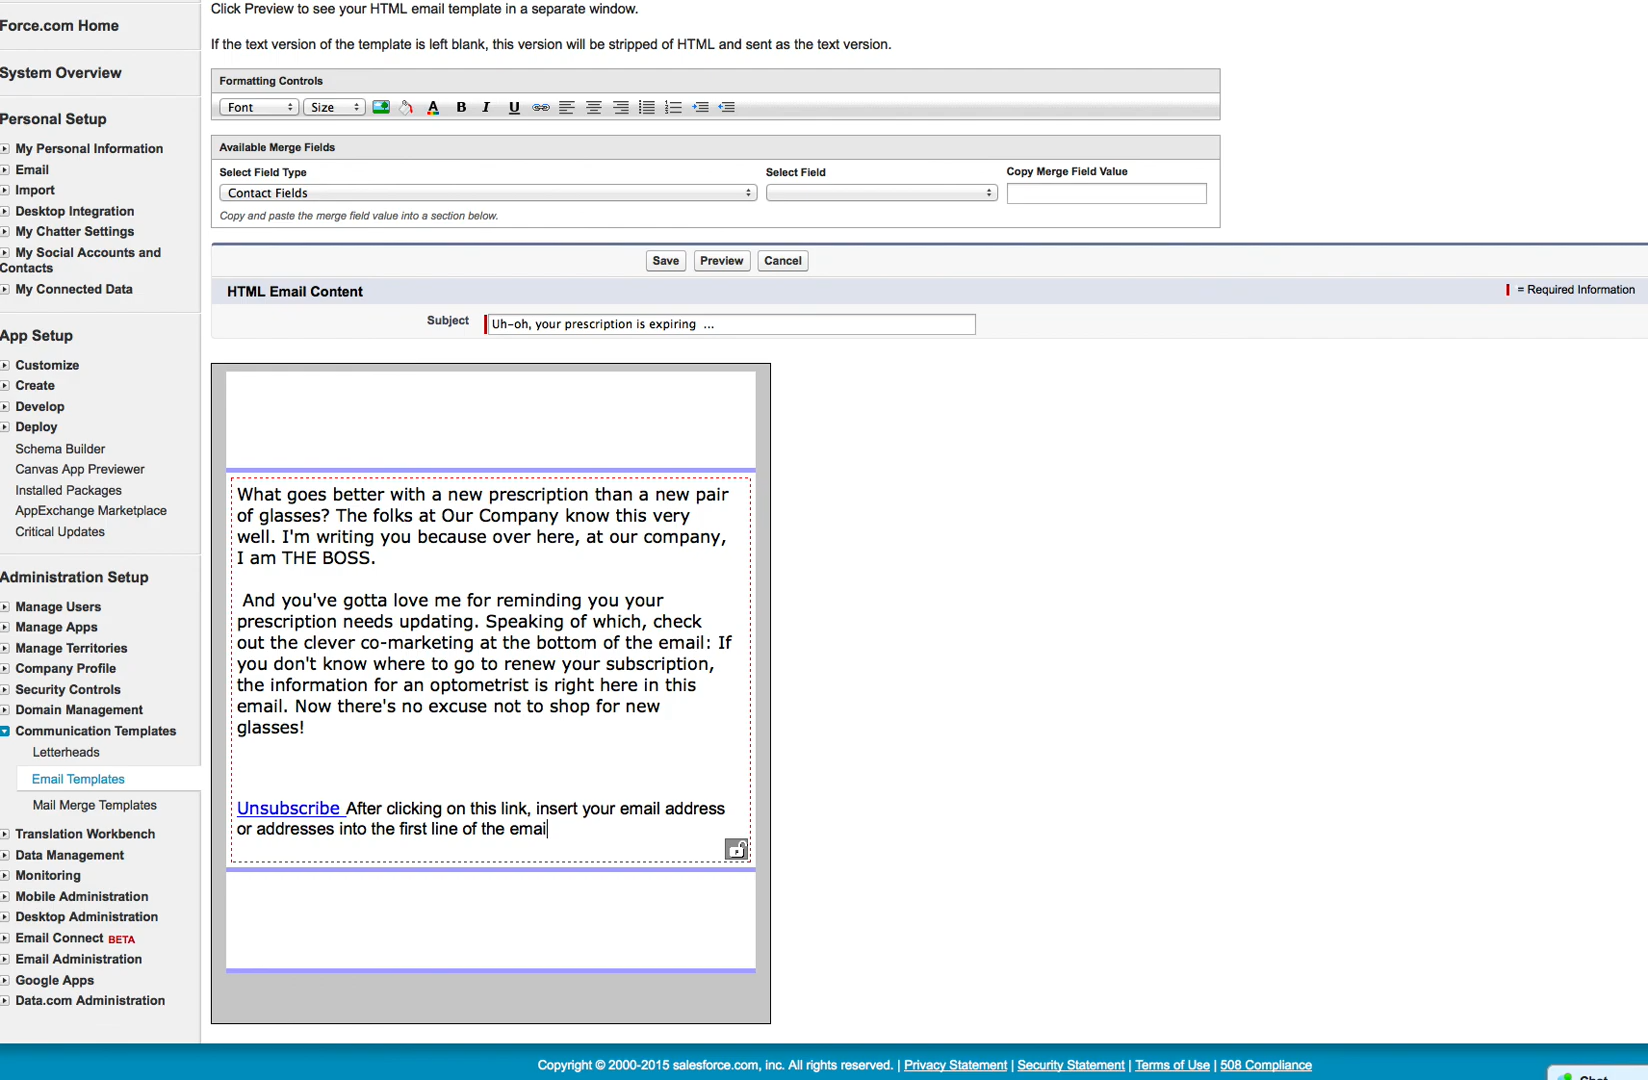 Click Preview to see your HTML email template in a separate window.
If the text version of the template is left blank, this version will be stripped of HTML and sent as the text version.
Force.com Home
System Overview
Personal Setup
My Personal Information
Email
Import
Desktop Integration
My Chatter Settings
My Social Accounts and
Contacts
My Connected Data
App Setup
Customize
Create
Develop
Deploy
Schema Builder
Canvas App Previewer
Installed Packages
AppExchange Marketplace
Critical Updates
Administration Setup
Manage Users
Manage Apps
Manage Territories
Company Profile
Security Controls
Domain Management
Communication Templates
Letterheads
Email Templates
Mail Merge Templates
Translation Workbench
Data Management
Monitoring
Mobile Administration
Desktop Administration
Email Connect BETA
Email Administration
Google Apps
Data.com Administration
Formatting Controls
Font Size A B I U
Available Merge Fields
Select Field Type Select Field Copy Merge Field Value
Contact Fields
Copy and paste the merge field value into a section below.
Save Preview Cancel
HTML Email Content = Required Information
Subject Uh-oh, your prescription is expiring ...
What goes better with a new prescription than a new pair
of glasses? The folks at Our Company know this very
well. I'm writing you because over here, at our company,
I am THE BOSS.
And you've gotta love me for reminding you your
prescription needs updating. Speaking of which, check
out the clever co-marketing at the bottom of the email: If
you don't know where to go to renew your subscription,
the information for an optometrist is right here in this
email. Now there's no excuse not to shop for new
glasses!
Unsubscribe After clicking on this link, insert your email address
or addresses into the first line of the emai
Copyright © 2000-2015 salesforce.com, inc. All rights reserved. | Privacy Statement | Security Statement | Terms of Use | 508 Compliance
Chat